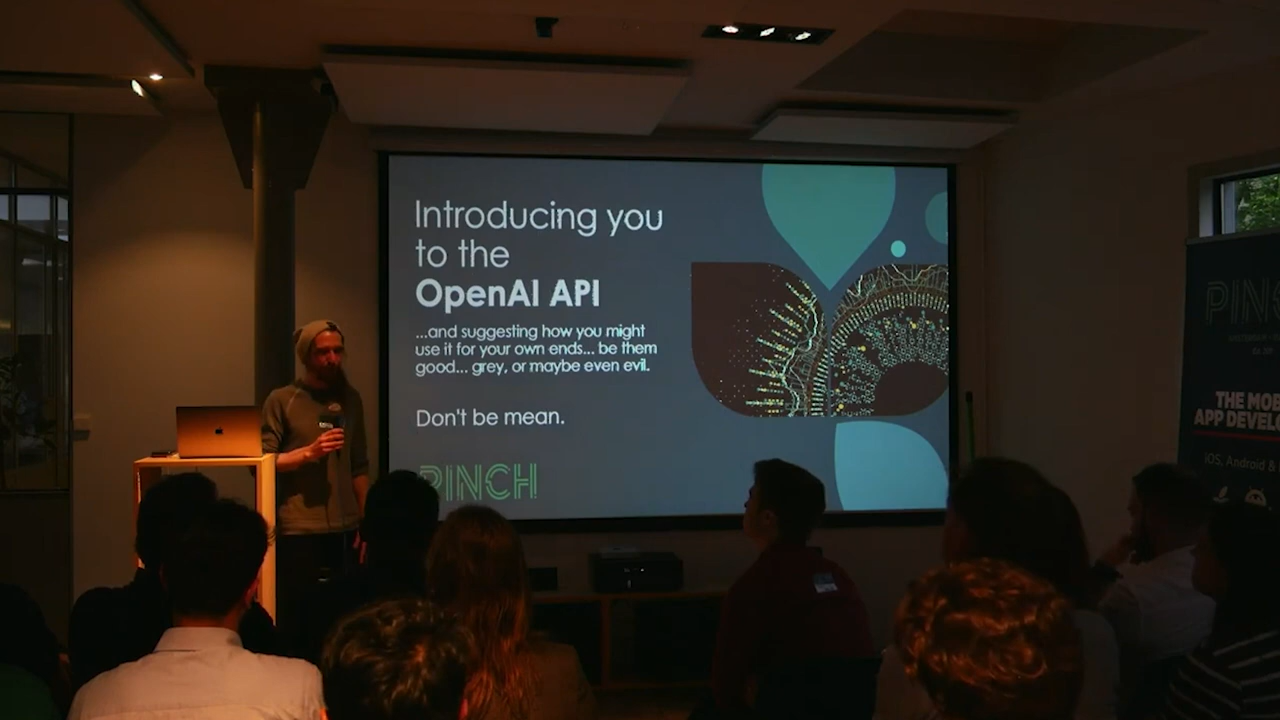 Introducing you
to the
OpenAI API
...and suggesting how you might
use it for your own ends... be them
good... grey, or maybe even evil.
Don't be mean.
PINCH
PINC
THE MOB
APP DEVELO
iOS, Android &